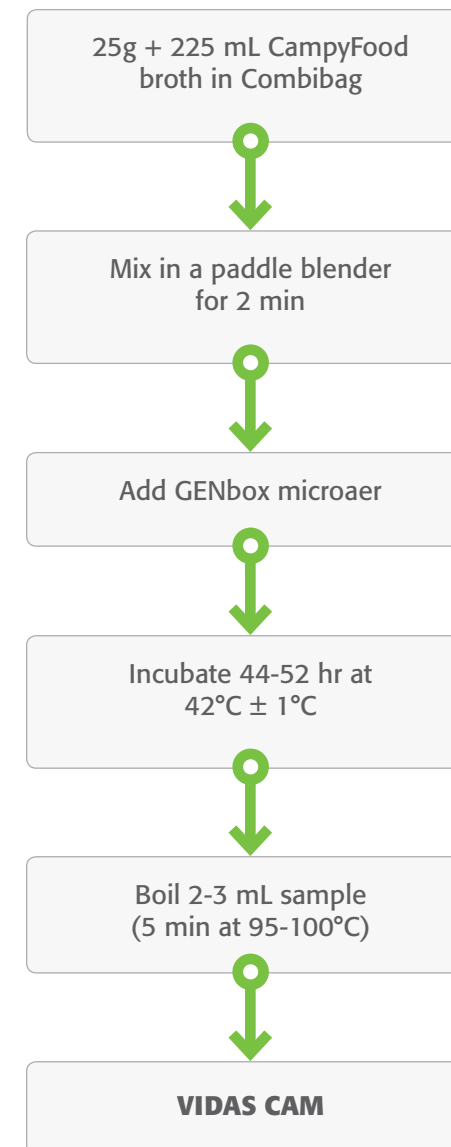 25g + 225 mL CampyFood
broth in Combibag
Mix in a paddle blender
for 2 min
Add GENbox microaer
Incubate 44-52 hr at
42°C ± 1°C
Boil 2-3 mL sample
(5 min at 95-100°C)
VIDAS CAM